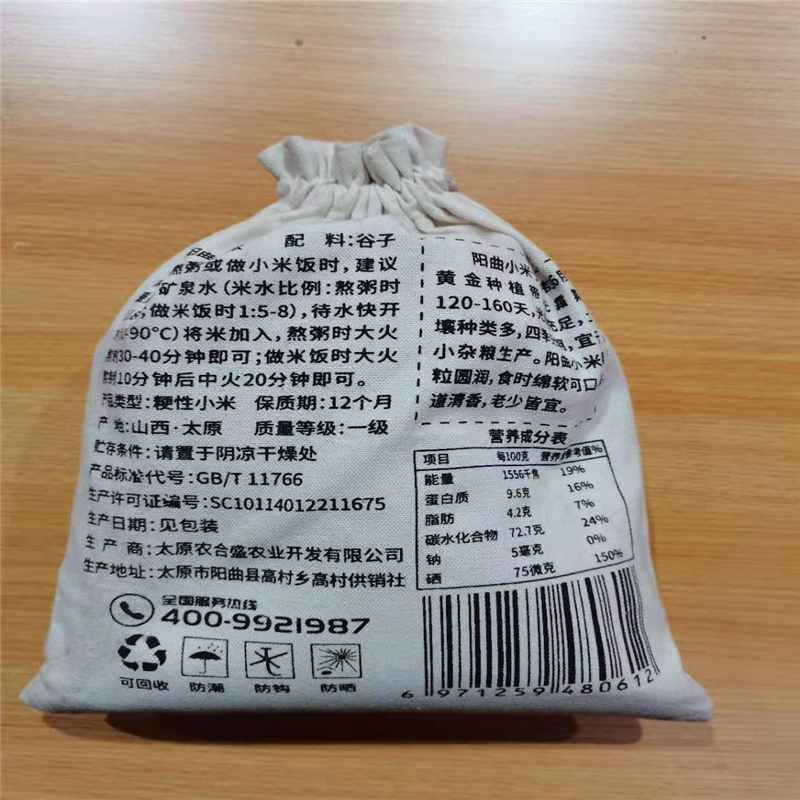 配 料:谷子
熬粥或做小米饭时,建议
矿泉水(米水比例:熬粥时
做米饭时1:5-8),待水快开
-90℃)将米加入,熬粥时大火
30-40分钟即可;做米饭时大火
10分钟后中火20分钟即可。
产品类型:粳性小米 保质期:12个月
产 地:山西·太原 质量等级:一级
贮存条件:请置于阴凉干燥处
产品标准代号:GB/T 11766
生产许可证编号:SC10114012211675
生产日期:见包装
生 产 商:太原农合盛农业开发有限公司
生产地址:太原市阳曲县高村乡高村供销社
全国服务热线
400-9921987
可回收 防潮 防钩 防晒
阳曲小米
黄金种植带
120-160天,光 充足,土
壤种类多,四季 ,宜
小杂粮生产。阳曲小米
粒圆润,食时绵软可口
道清香,老少皆宜。
营养成分表
项目 每100克 营养素参考值%
能量 1556千焦 19%
蛋白质 9.6克 16%
脂肪 4.2克 7%
碳水化合物 72.7克 24%
钠 5毫克 0%
硒 75微克 150%
6 971259 480612